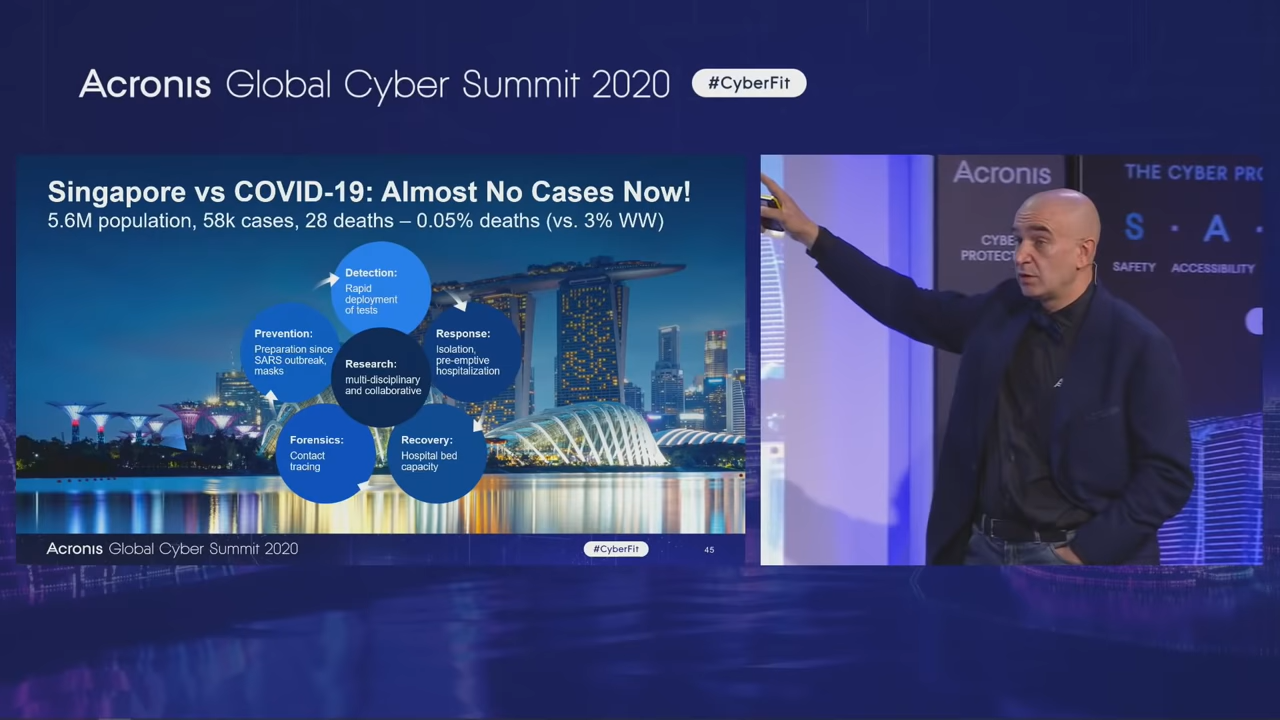 Acronis Global Cyber Summit 2020 #CyberFit
Singapore vs COVID-19: Almost No Cases Now!
5.6M population, 58k cases, 28 deaths – 0.05% deaths (vs. 3% WW)
Detection:
Rapid
deployment
of tests
Prevention:
Preparation since
SARS outbreak,
masks
Response:
Isolation,
pre-emptive
hospitalization
Research:
multi-disciplinary
and collaborative
Forensics:
Contact
tracing
Recovery:
Hospital bed
capacity
Acronis Global Cyber Summit 2020 #CyberFit 45
Acronis
THE CYBER
S · A ·
SAFETY ACCESSIBILITY